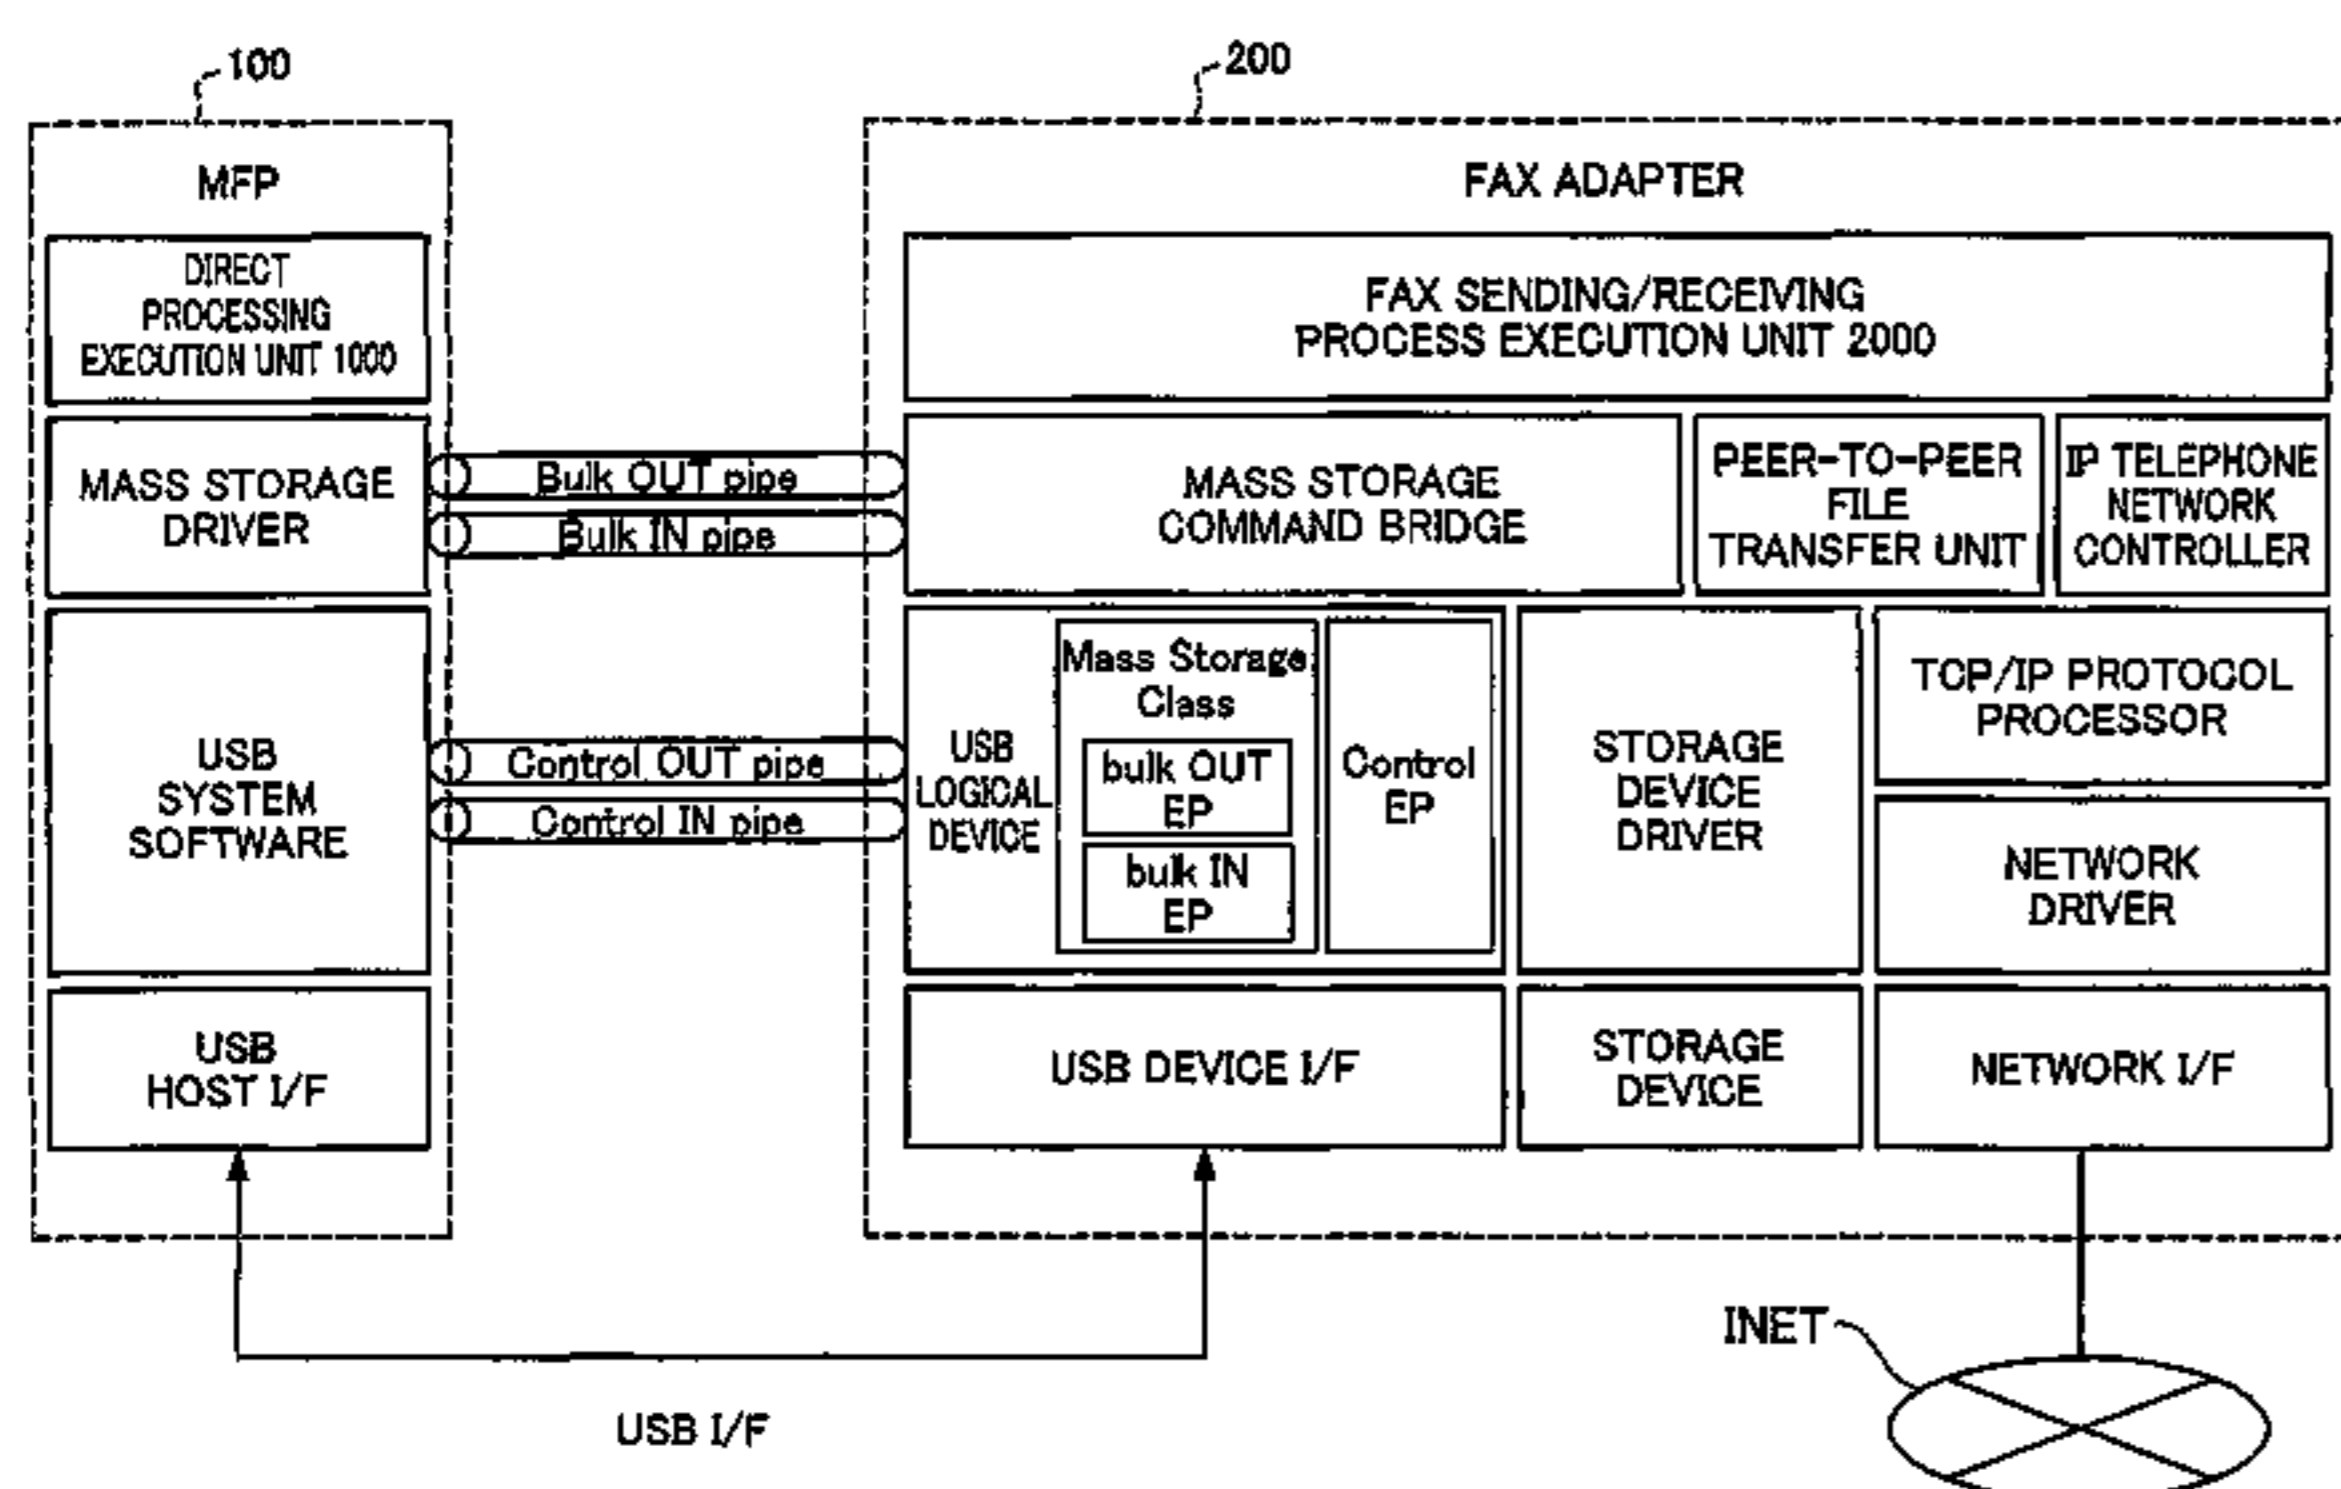 100
200
MFP
FAX ADAPTER
DIRECT
PROCESSING
EXECUTION UNIT 1000
FAX SENDING/RECEIVING
PROCESS EXECUTION UNIT 2000
MASS STORAGE
DRIVER
Bulk OUT pipe
Bulk IN pipe
MASS STORAGE
COMMAND BRIDGE
PEER-TO-PEER
FILE
TRANSFER UNIT
IP TELEPHONE
NETWORK
CONTROLLER
USB
SYSTEM
SOFTWARE
Control OUT pipe
Control IN pipe
USB
LOGICAL
DEVICE
Mass Storage
Class
bulk OUT
EP
bulk IN
EP
Control
EP
STORAGE
DEVICE
DRIVER
TCP/IP PROTOCOL
PROCESSOR
NETWORK
DRIVER
USB
HOST I/F
USB DEVICE I/F
STORAGE
DEVICE
NETWORK I/F
USB I/F
INET